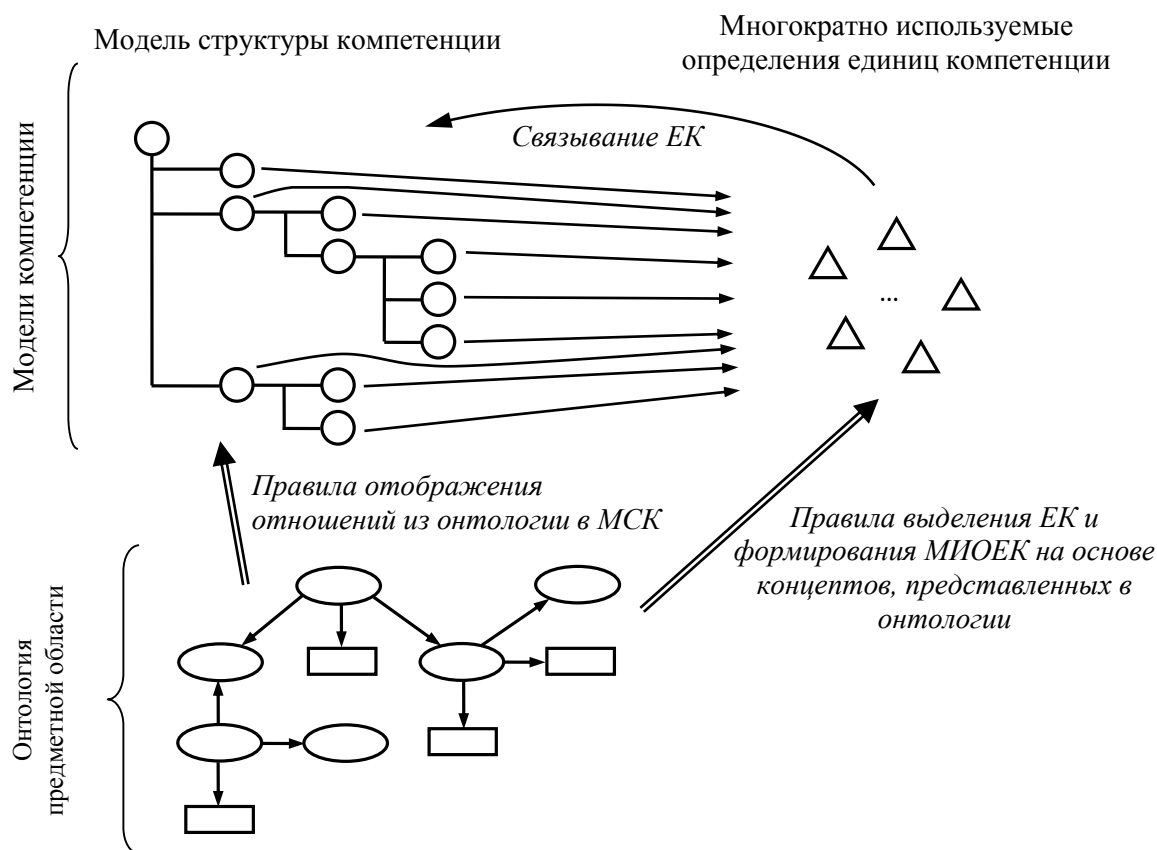 Модель структуры компетенции
Многократно используемые
определения единиц компетенции
Модели компетенции
Связывание ЕК
...
Правила отображения
отношений из онтологии в МСК
Правила выделения ЕК и
формирования МИОЕК на основе
концептов, представленных в
онтологии
Онтология
предметной области